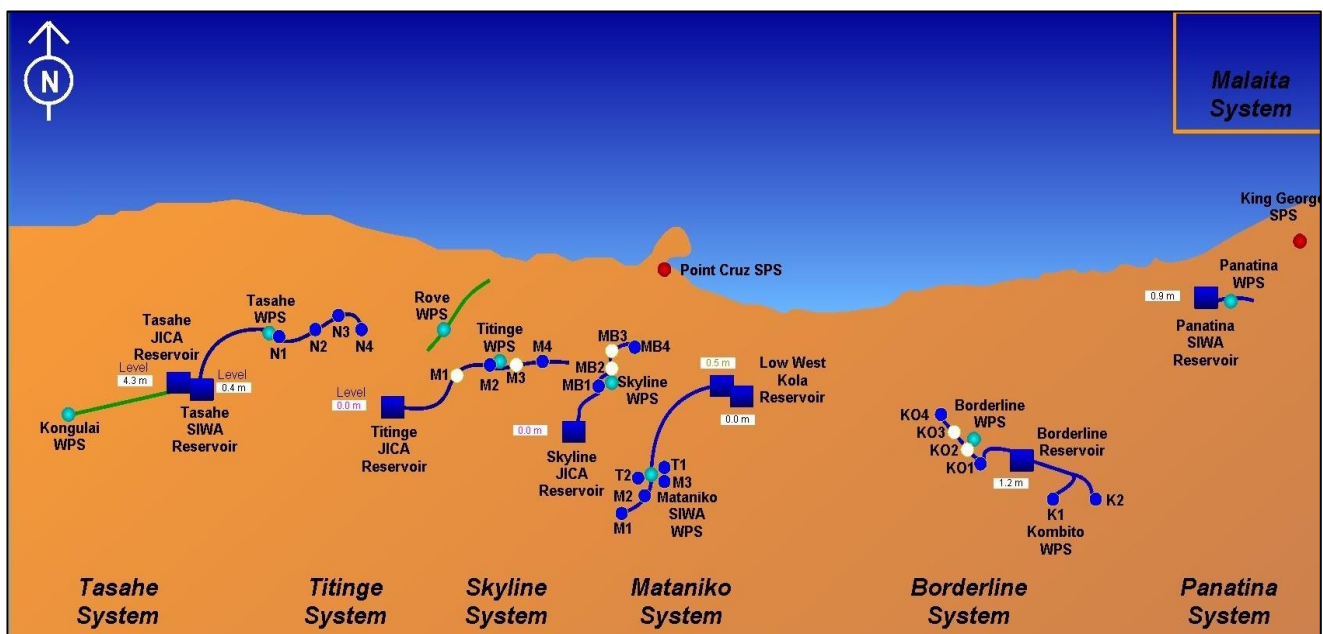 N
Malaita
System
King George
SPS
Point Cruz SPS
Panatina
WPS
0.9 m
Panatina
SIWA
Reservoir
Tasahe
JICA
Reservoir
Level
4.3 m
Level
0.4 m
Tasahe
SIWA
Reservoir
Kongulai
WPS
Tasahe
WPS
N1
N2
N3
N4
Rove
WPS
Titinge
WPS
M1
M2
M3
M4
Level
0.0 m
Titinge
JICA
Reservoir
MB3
MB4
MB2
MB1
Skyline
WPS
0.0 m
Skyline
JICA
Reservoir
0.5 m
Low West
Kola
Reservoir
0.0 m
T1
T2
M3
M2
M1
Mataniko
SIWA
WPS
KO4
KO3
KO2
KO1
Borderline
WPS
Borderline
Reservoir
1.2 m
K1
K2
Kombito
WPS
Tasahe
System
Titinge
System
Skyline
System
Mataniko
System
Borderline
System
Panatina
System